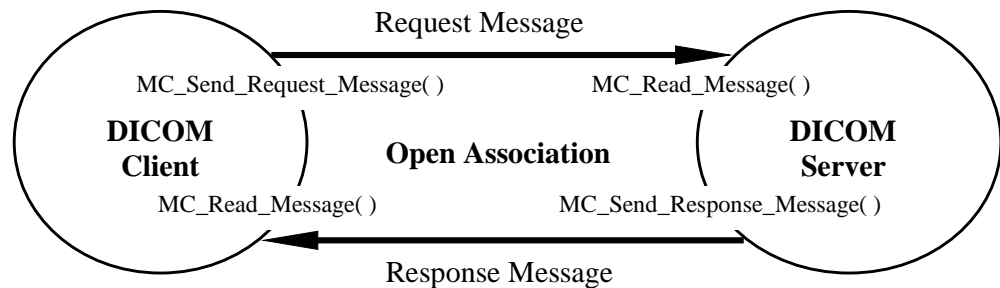 Request Message
MC_Send_Request_Message( )
MC_Read_Message( )
DICOM
Client
Open Association
DICOM
Server
MC_Read_Message( )
MC_Send_Response_Message( )
Response Message